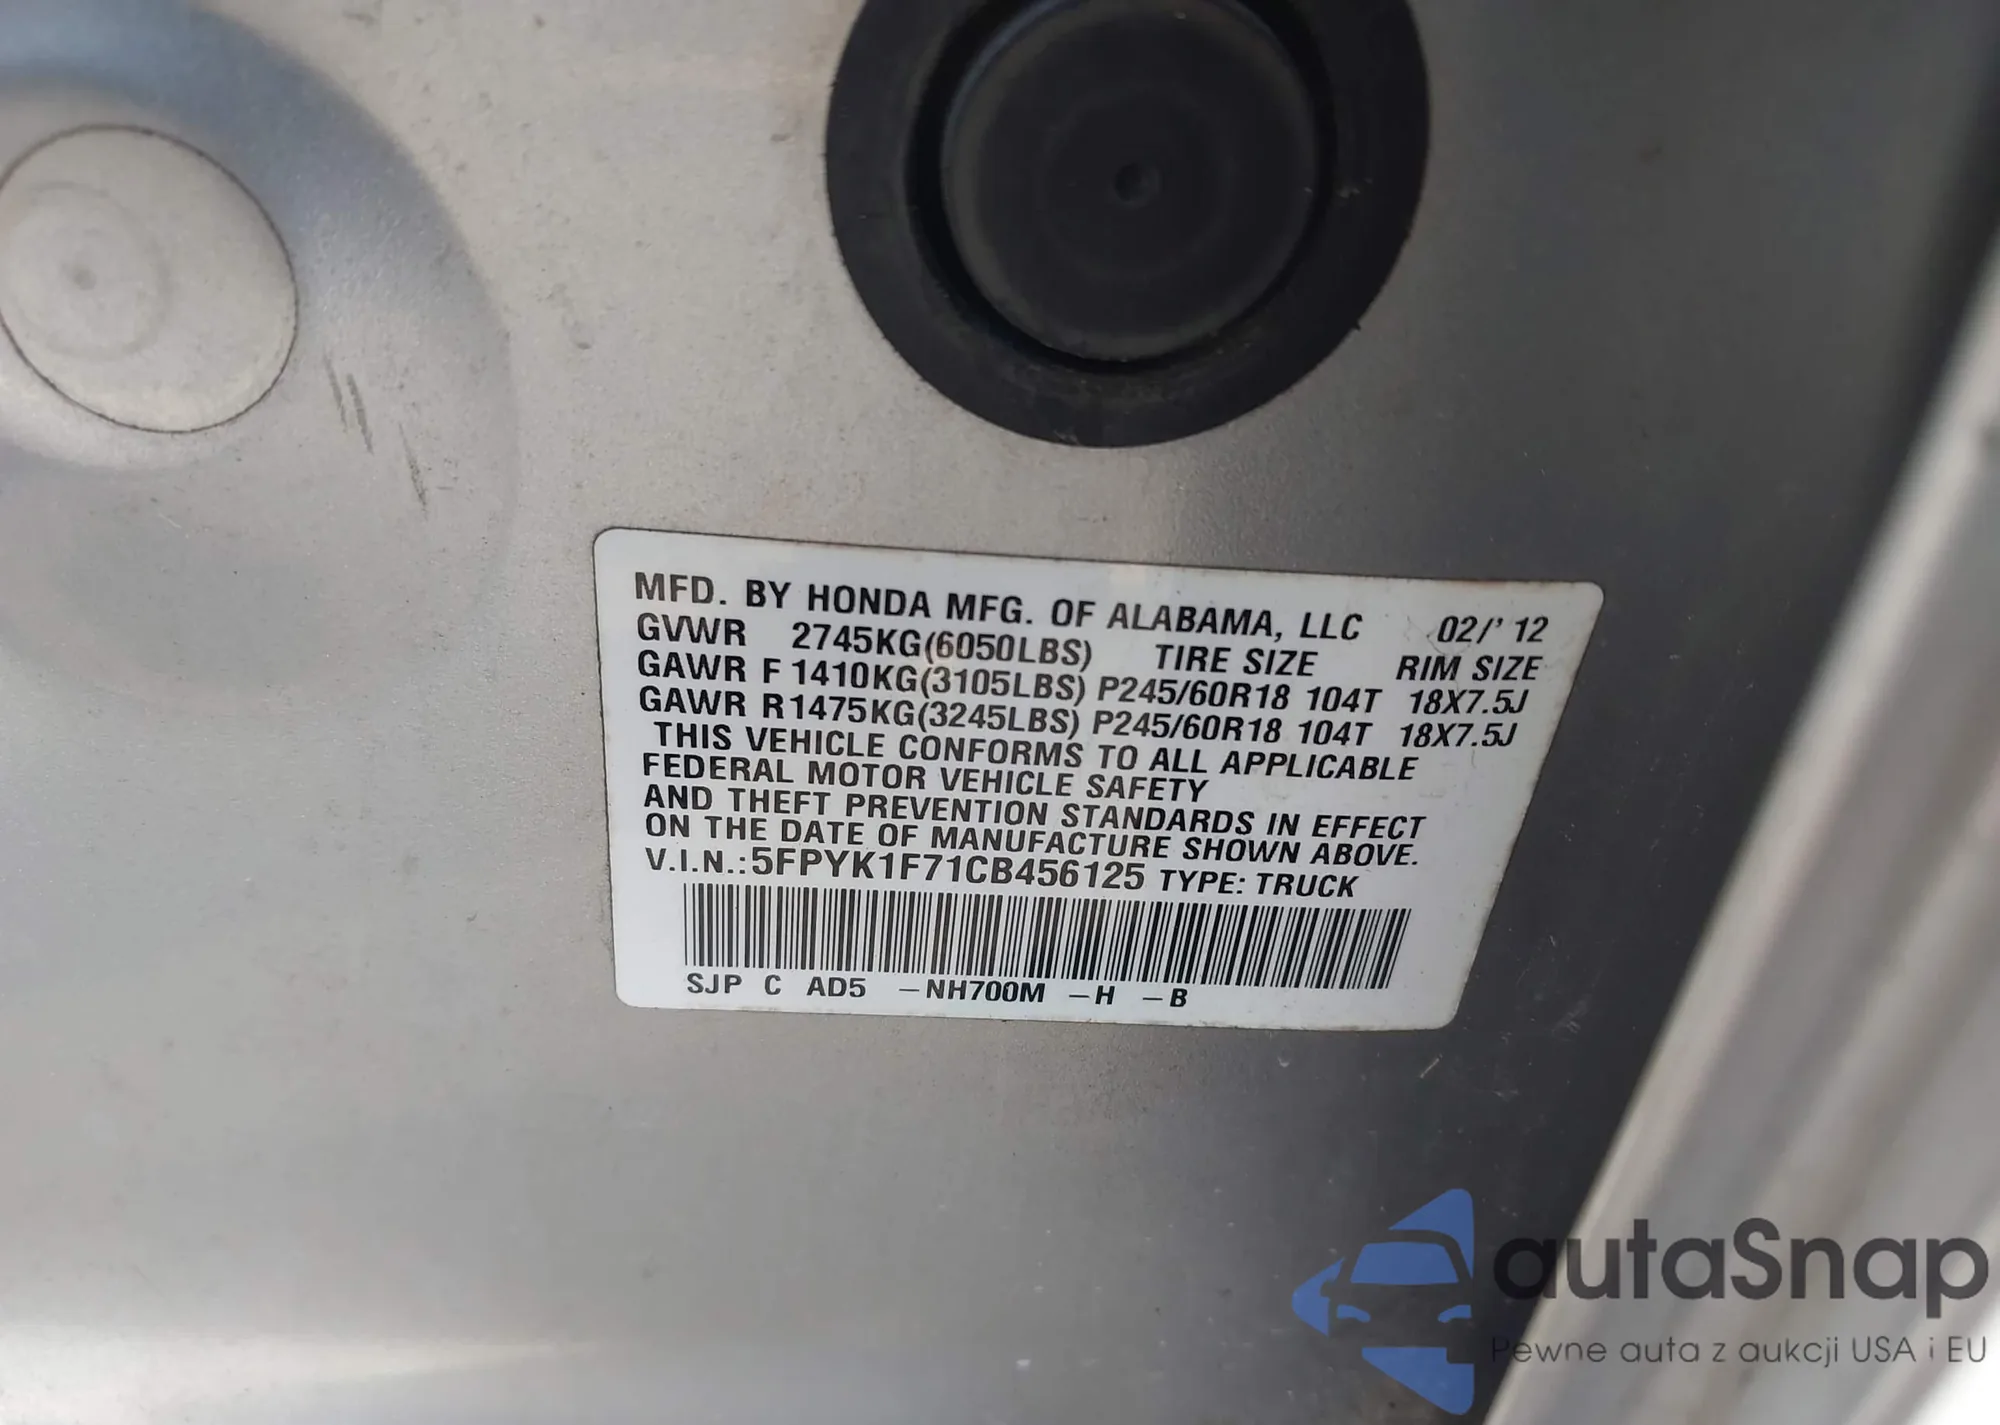 MFD. BY HONDA MFG. OF ALABAMA, LLC 02/' 12
GVWR 2745KG(6050LBS) TIRE SIZE RIM SIZE
GAWR F 1410KG(3105LBS) P245/60R18 104T 18X7.5J
GAWR R1475KG(3245LBS) P245/60R18 104T 18X7.5J
THIS VEHICLE CONFORMS TO ALL APPLICABLE
FEDERAL MOTOR VEHICLE SAFETY
AND THEFT PREVENTION STANDARDS IN EFFECT
ON THE DATE OF MANUFACTURE SHOWN ABOVE.
V.I.N.:5FPYK1F71CB456125 TYPE: TRUCK
SJP C AD5 -NH700M -H -B
autaSnap
Pewne auta z aukcji USA i EU